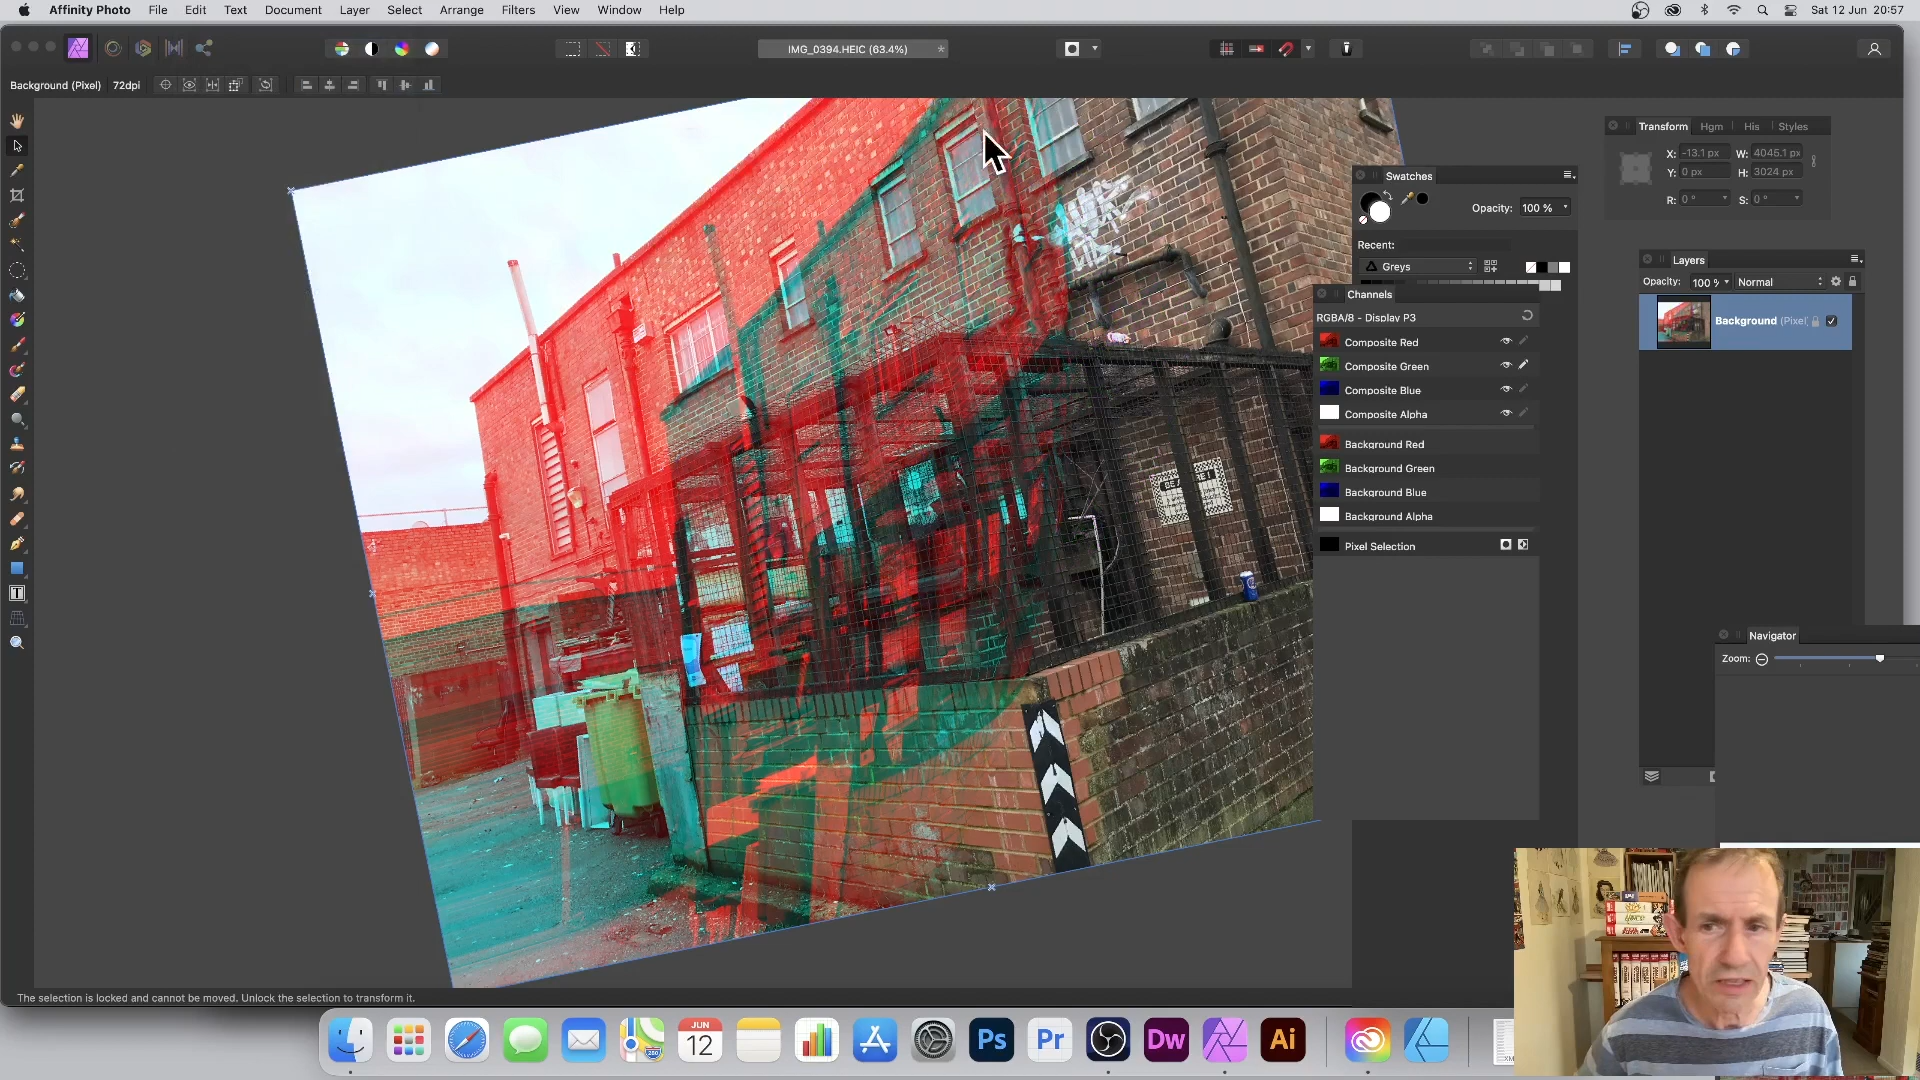 Affinity Photo File Edit Text Document Layer Select Arrange Filters View Window Help Sat 12 Jun 20:57
IMG_0394.HEIC (63.4%) *
Background (Pixel) 72dpi
Transform Hgm His Styles
X: -13.1 px W: 4045.1 px
Y: 0 px H: 3024 px
R: 0 ° S: 0 °
Swatches
Opacity: 100 %
Recent:
Greys
Layers
Opacity: 100 % Normal
Background (Pixel)
Channels
RGBA/8 - Display P3
Composite Red
Composite Green
Composite Blue
Composite Alpha
Background Red
Background Green
Background Blue
Background Alpha
Pixel Selection
Navigator
Zoom:
T
The selection is locked and cannot be moved. Unlock the selection to transform it.
JUN
12
280
Ps
Pr
Dw
Ai